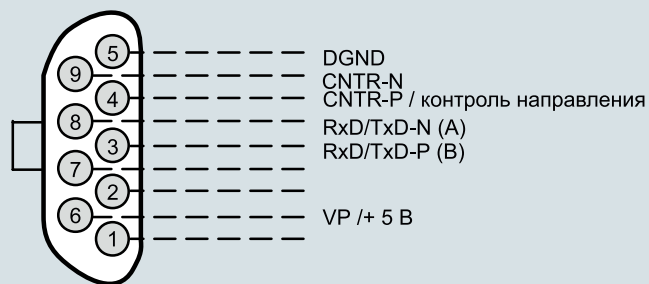 5
DGND
9
CNTR-N
4
CNTR-P / контроль направления
8
RxD/TxD-N (A)
3
RxD/TxD-P (B)
7
2
6
VP /+ 5 В
1